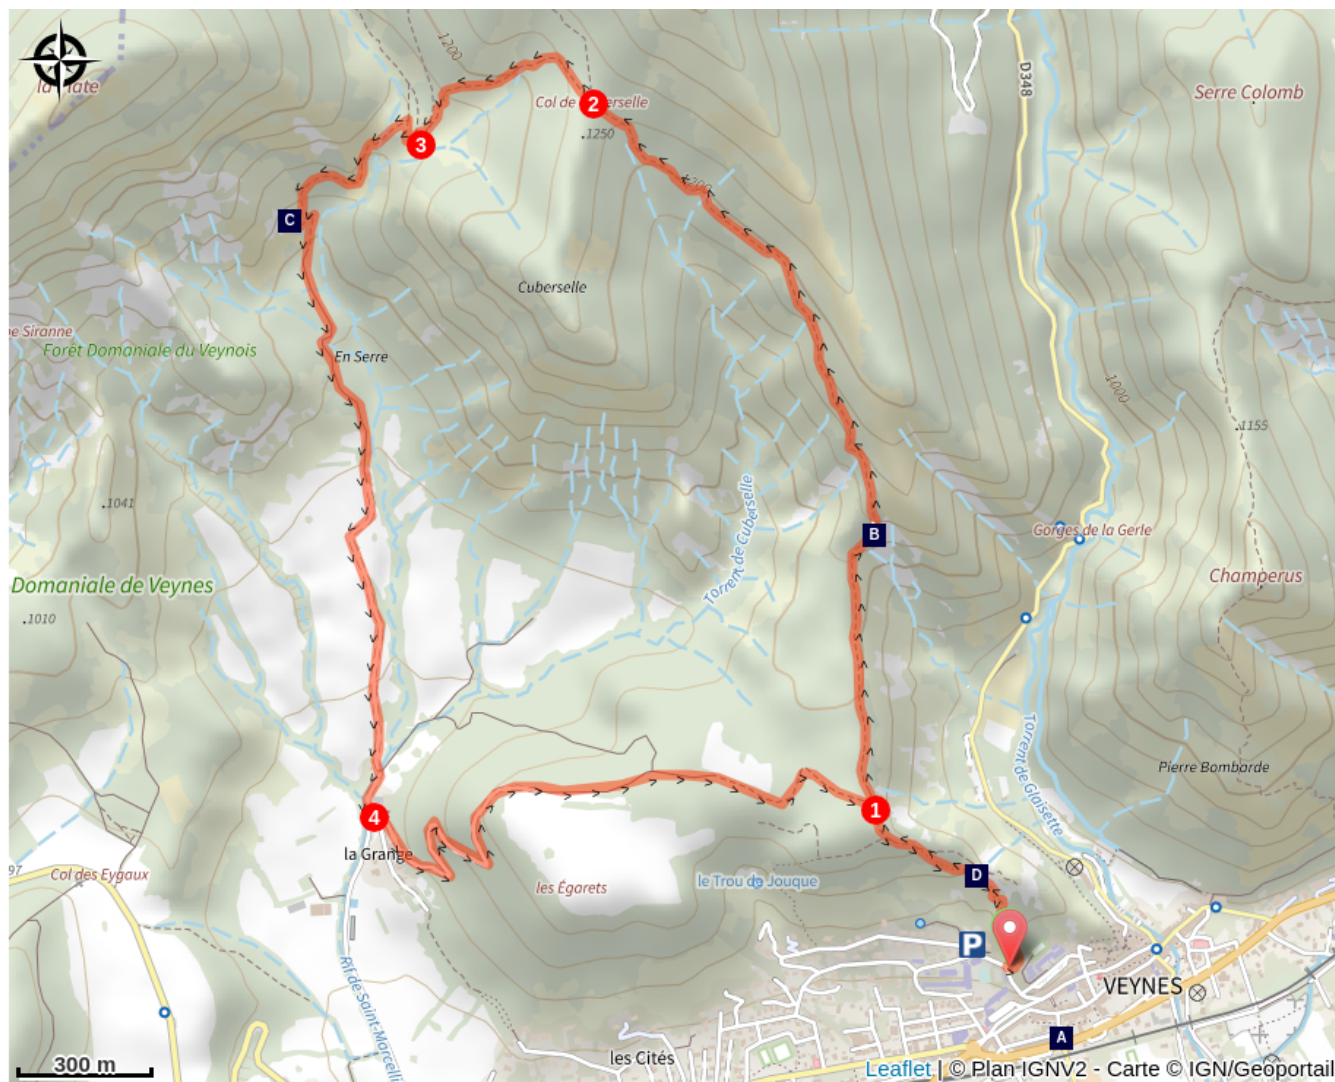 1200
la Plate
D348
Serre Colomb
2
3
.1250
C
Cuberselle
Forêt Domaniale du Veynois
En Serre
1000
.1155
.1041
Torrent de Cuberselle
B
Gorges de la Gerle
Domaniale de Veynes
Champerus
.1010
Torrent de Glaisette
Pierre Bombarde
1
4
la Grange
97
Col des Eygaux
les Égarets
le Trou de Jouque
D
P
VEYNES
Rif de Saint-Marcelli
A
les Cités
300 m
Leaflet | © Plan IGNV2 - Carte © IGN/Geoportail